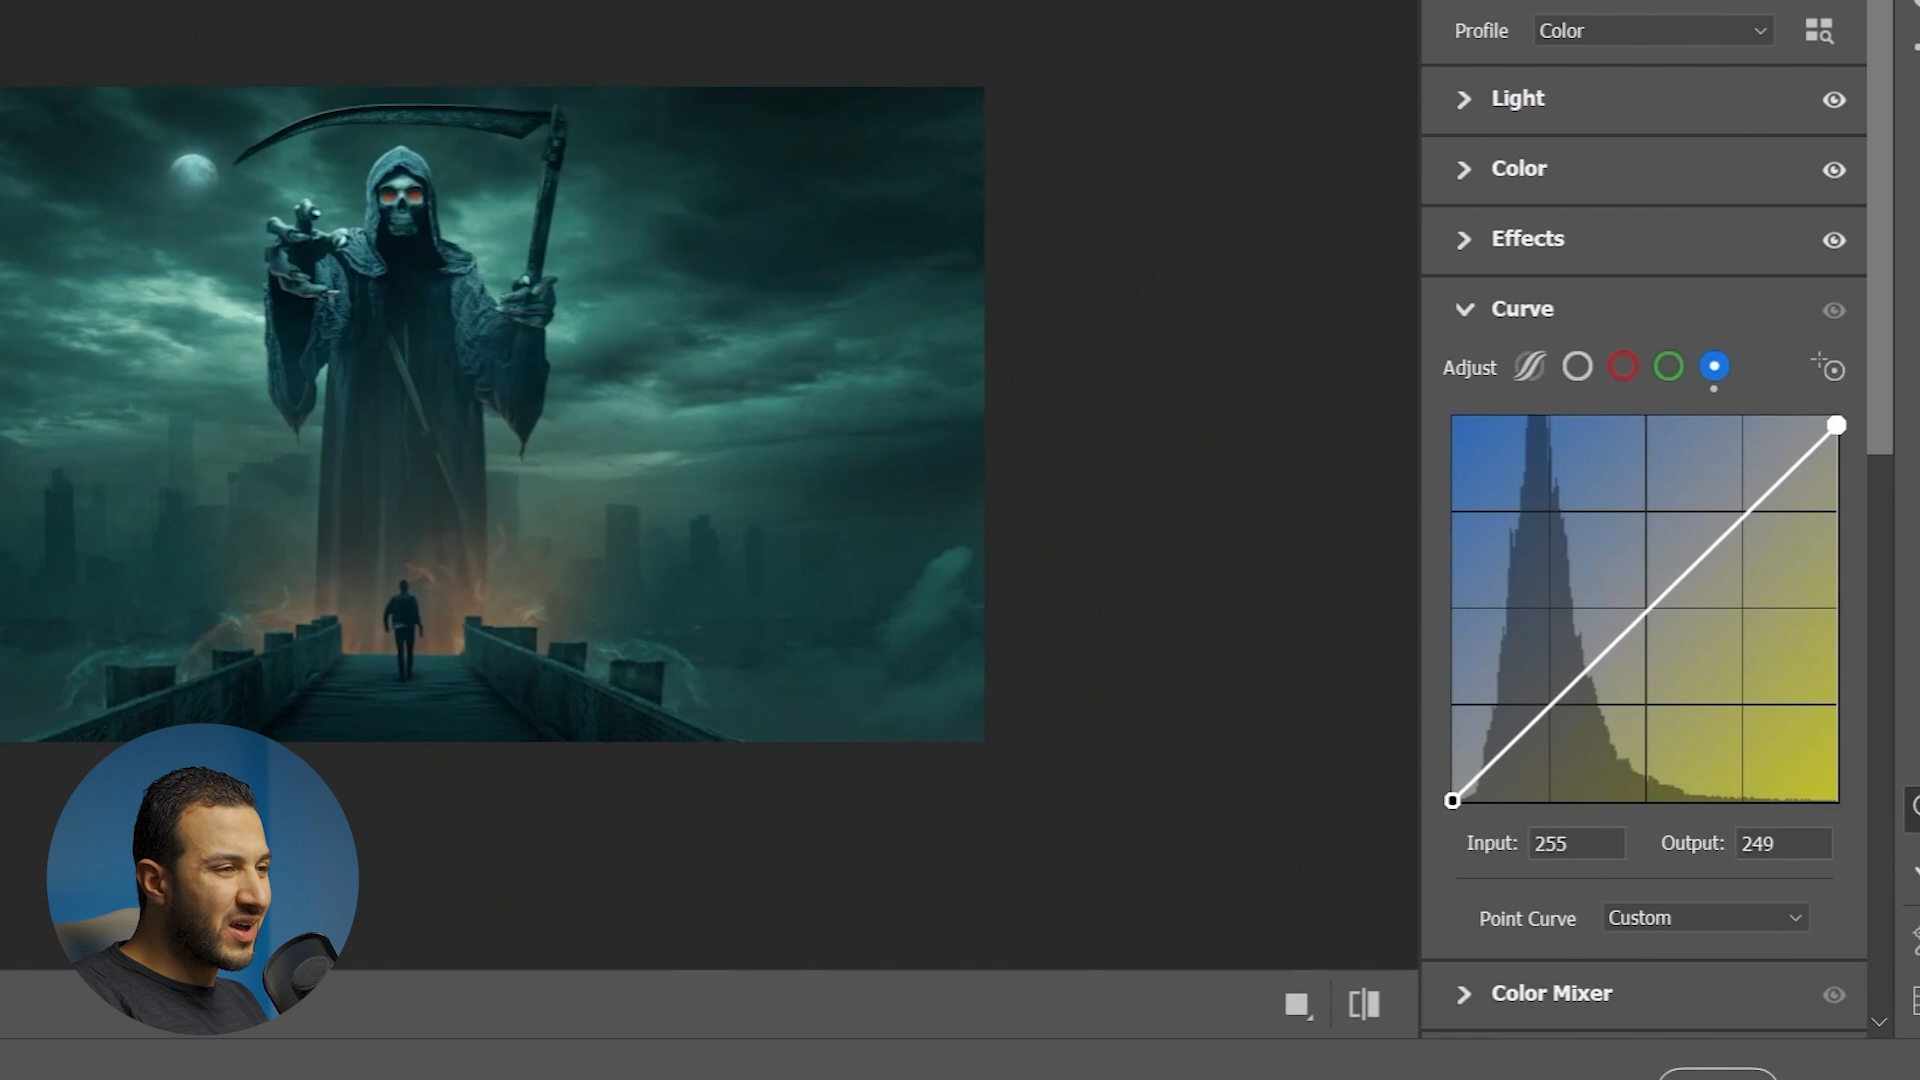 Profile Color
Light
Color
Effects
Curve
Adjust
Input: 255 Output: 249
Point Curve Custom
Color Mixer